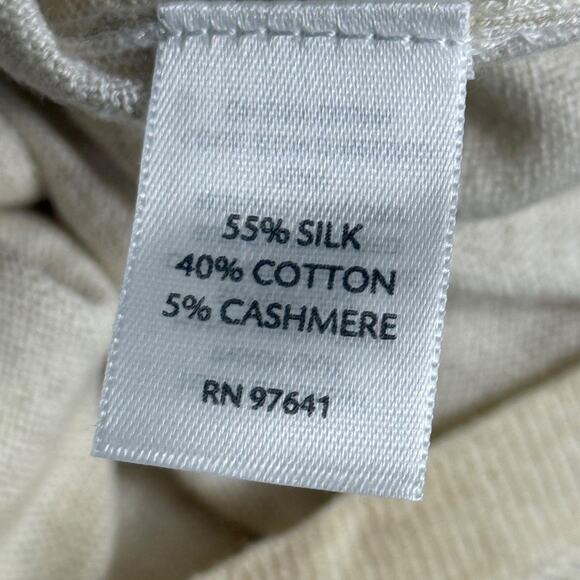 55% SILK
40% COTTON
5% CASHMERE
RN 97641